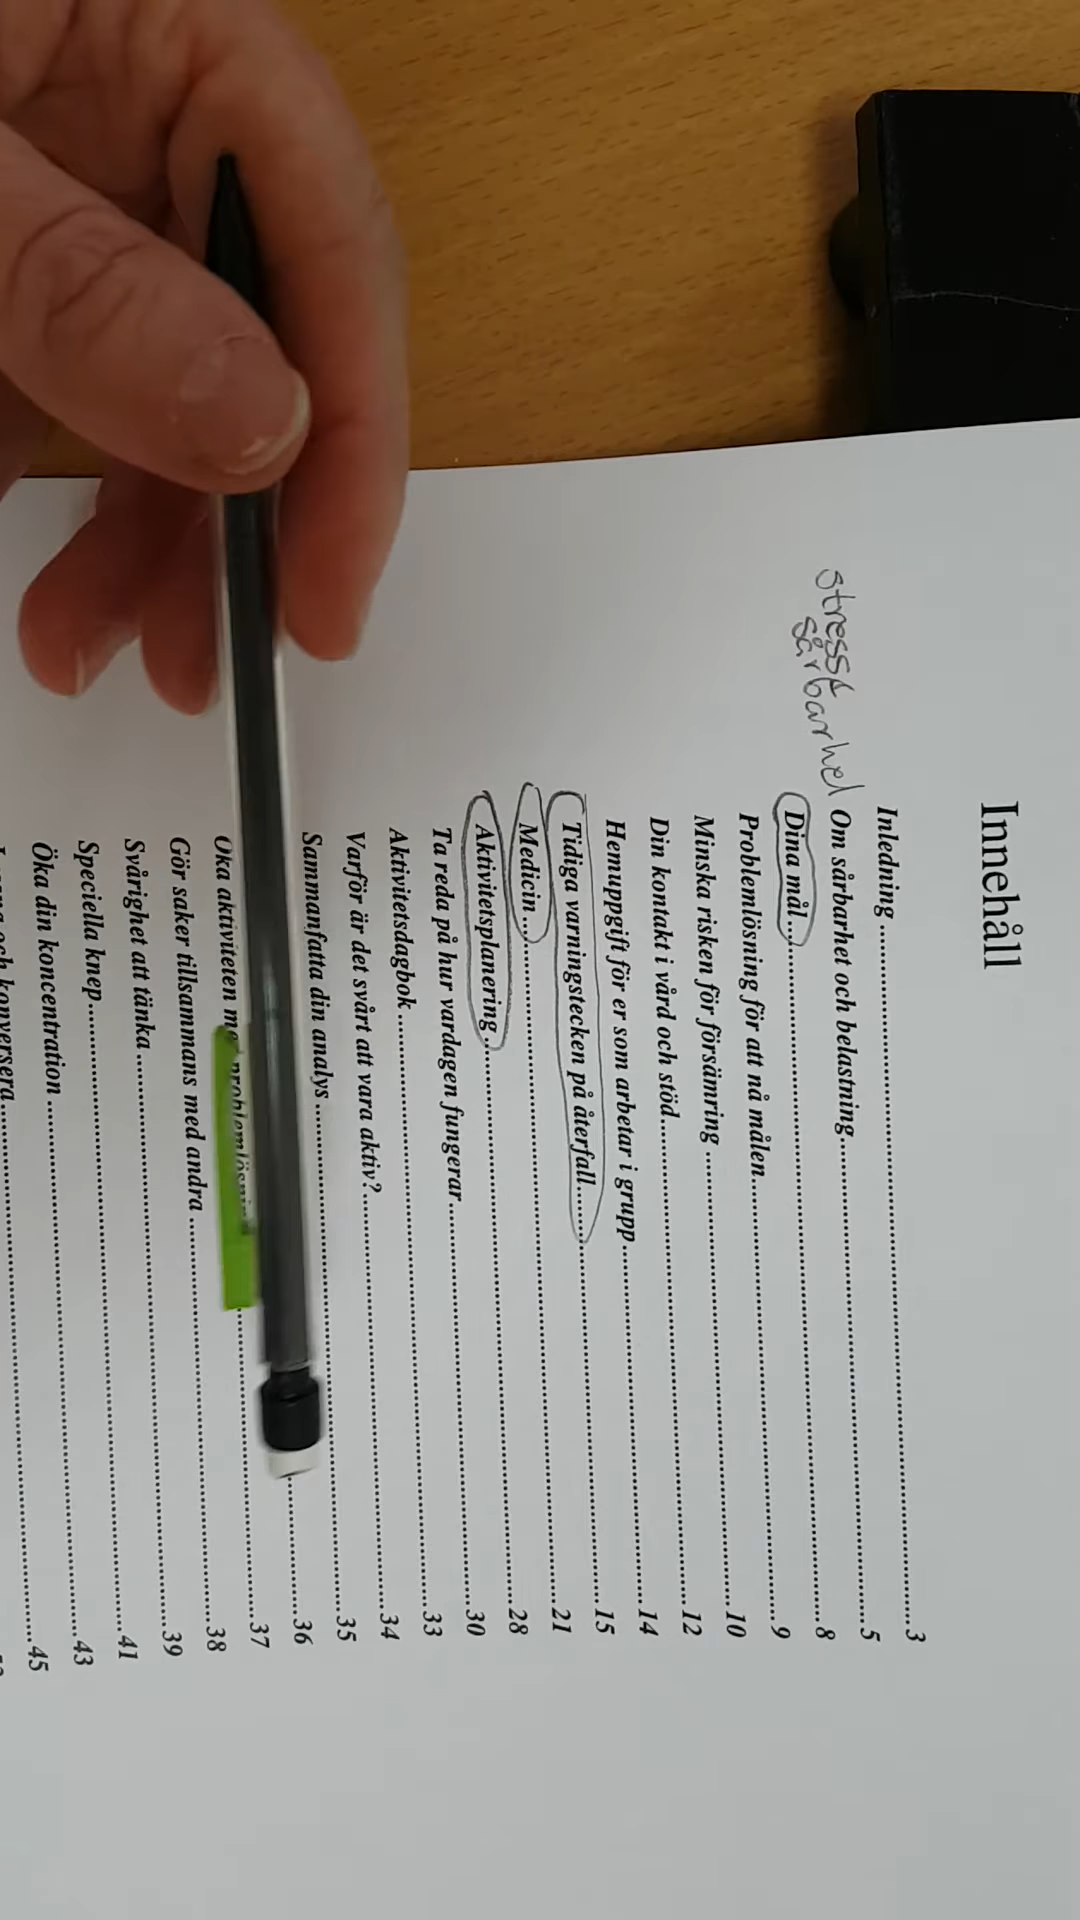 Innehåll
Inledning ..... 3
stress &
sårbarhet
Om sårbarhet och belastning ..... 5
Dina mål ..... 8
Problemlösning för att nå målen ..... 9
Minska risken för försämring ..... 10
Din kontakt i vård och stöd ..... 12
Hemuppgift för er som arbetar i grupp ..... 14
Tidiga varningstecken på återfall ..... 15
Medicin ..... 21
Aktivitetsplanering ..... 28
Ta reda på hur vardagen fungerar ..... 30
Aktivitetsdagbok ..... 33
Varför är det svårt att vara aktiv? ..... 34
Sammanfatta din analys ..... 35
..... 36
Öka aktiviteten med problemlösning ..... 37
Gör saker tillsammans med andra ..... 38
Svårighet att tänka ..... 39
Speciella knep ..... 41
Öka din koncentration ..... 43
och konversera ..... 45